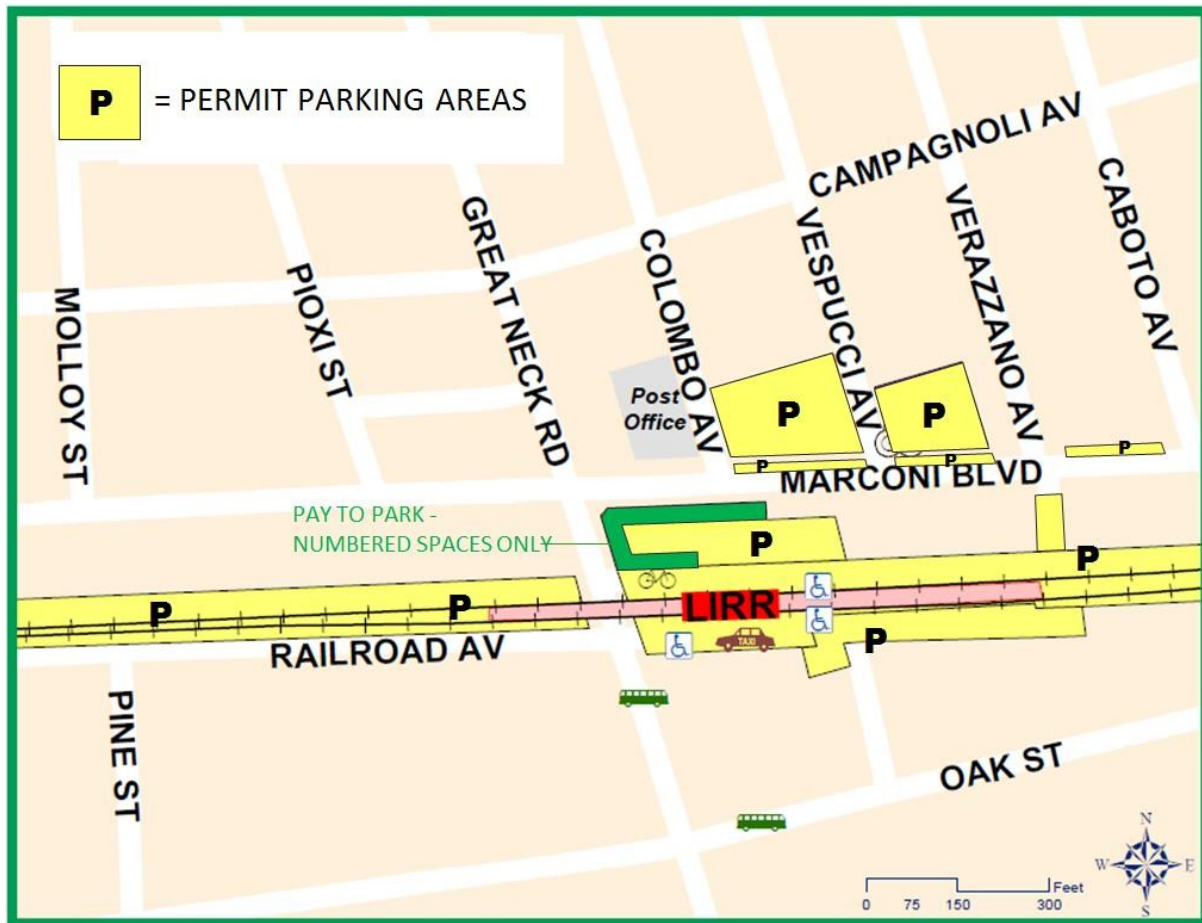 P = PERMIT PARKING AREAS
CAMPAGNOLI AV
MOLLOY ST
PIOXI ST
GREAT NECK RD
COLOMBO AV
VESPUCCI AV
VERAZZANO AV
CABOTO AV
Post
Office
P
P
P
P
P
MARCONI BLVD
PAY TO PARK -
NUMBERED SPACES ONLY
P
P
P
P
LIRR
P
TAXI
RAILROAD AV
PINE ST
OAK ST
N
W
E
S
Feet
0 75 150 300